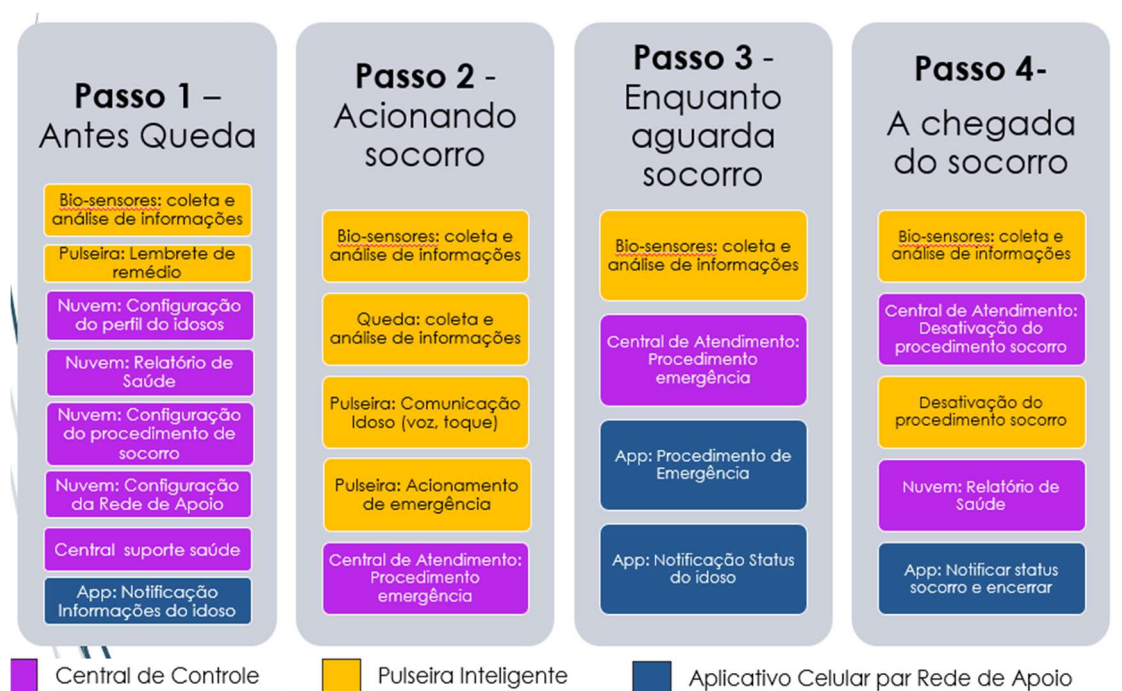 Passo 1 –
Antes Queda
Bio-sensores: coleta e
análise de informações
Pulseira: Lembrete de
remédio
Nuvem: Configuração
do perfil do idosos
Nuvem: Relatório de
Saúde
Nuvem: Configuração
do procedimento de
socorro
Nuvem: Configuração
da Rede de Apoio
Central suporte saúde
App: Notificação
Informações do idoso
Passo 2 -
Acionando
socorro
Bio-sensores: coleta e
análise de informações
Queda: coleta e
análise de informações
Pulseira: Comunicação
Idoso (voz, toque)
Pulseira: Acionamento
de emergência
Central de Atendimento:
Procedimento
emergência
Passo 3 -
Enquanto
aguarda
socorro
Bio-sensores: coleta e
análise de informações
Central de Atendimento:
Procedimento
emergência
App: Procedimento de
Emergência
App: Notificação Status
do idoso
Passo 4-
A chegada
do socorro
Bio-sensores: coleta e
análise de informações
Central de Atendimento:
Desativação do
procedimento socorro
Desativação do
procedimento socorro
Nuvem: Relatório de
Saúde
App: Notificar status
socorro e encerrar
Central de Controle
Pulseira Inteligente
Aplicativo Celular par Rede de Apoio